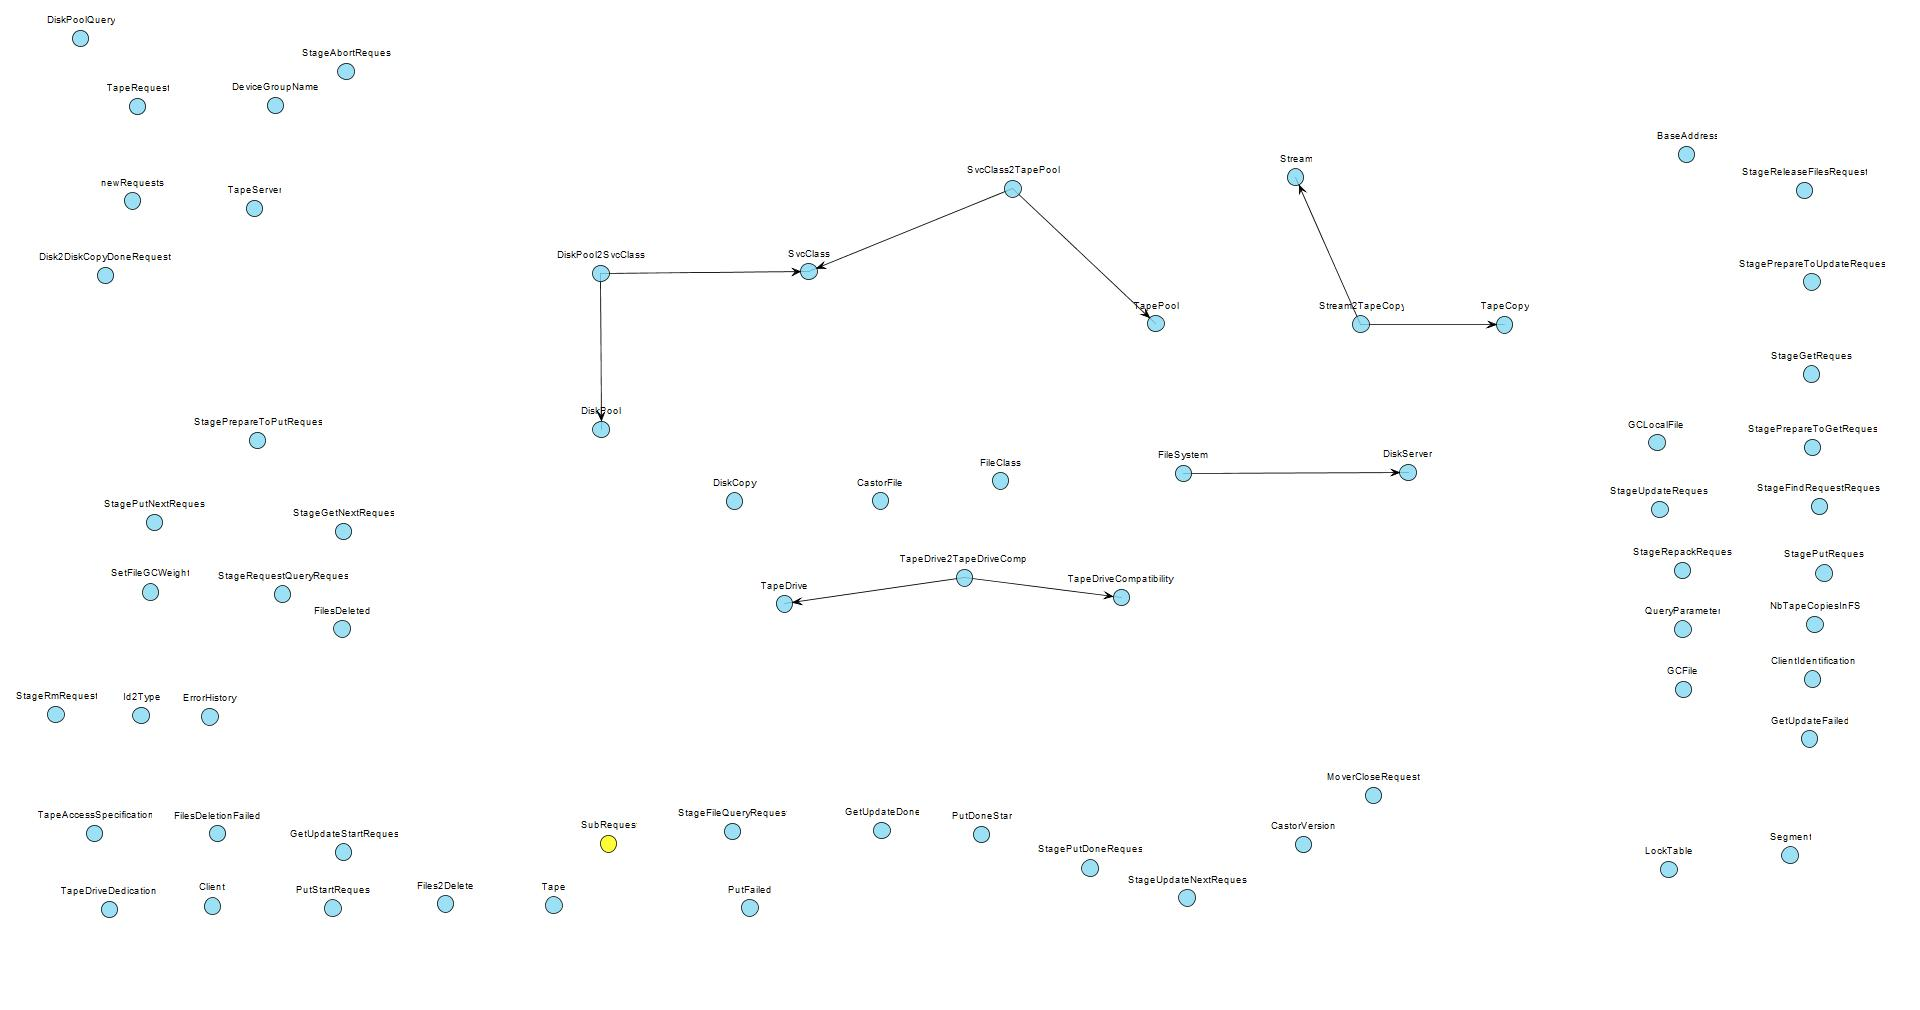 DiskPoolQuery
StageAbortReques
TapeRequest
DeviceGroupName
BaseAddress
Stream
SvcClass2TapePool
StageReleaseFilesRequest
newRequests
TapeServer
Disk2DiskCopyDoneRequest
DiskPool2SvcClass
SvcClass
StagePrepareToUpdateReques
TapePool
Stream2TapeCopy
TapeCopy
StageGetReques
DiskPool
StagePrepareToPutReques
GCLocalFile
StagePrepareToGetReques
FileClass
FileSystem
DiskServer
DiskCopy
CastorFile
StageUpdateReques
StageFindRequestReques
StagePutNextReques
StageGetNextReques
StageRepackReques
StagePutReques
TapeDrive2TapeDriveComp
SetFileGCWeight
StageRequestQueryReques
TapeDrive
TapeDriveCompatibility
FilesDeleted
QueryParameter
NbTapeCopiesInFS
GCFile
ClientIdentification
StageRmRequest
Id2Type
ErrorHistory
GetUpdateFailed
MoverCloseRequest
TapeAccessSpecification
FilesDeletionFailed
GetUpdateStartReques
SubReques
StageFileQueryReques
GetUpdateDone
PutDoneStar
CastorVersion
StagePutDoneReques
LockTable
Segment
TapeDriveDedication
Client
PutStartReques
Files2Delete
Tape
PutFailed
StageUpdateNextReques